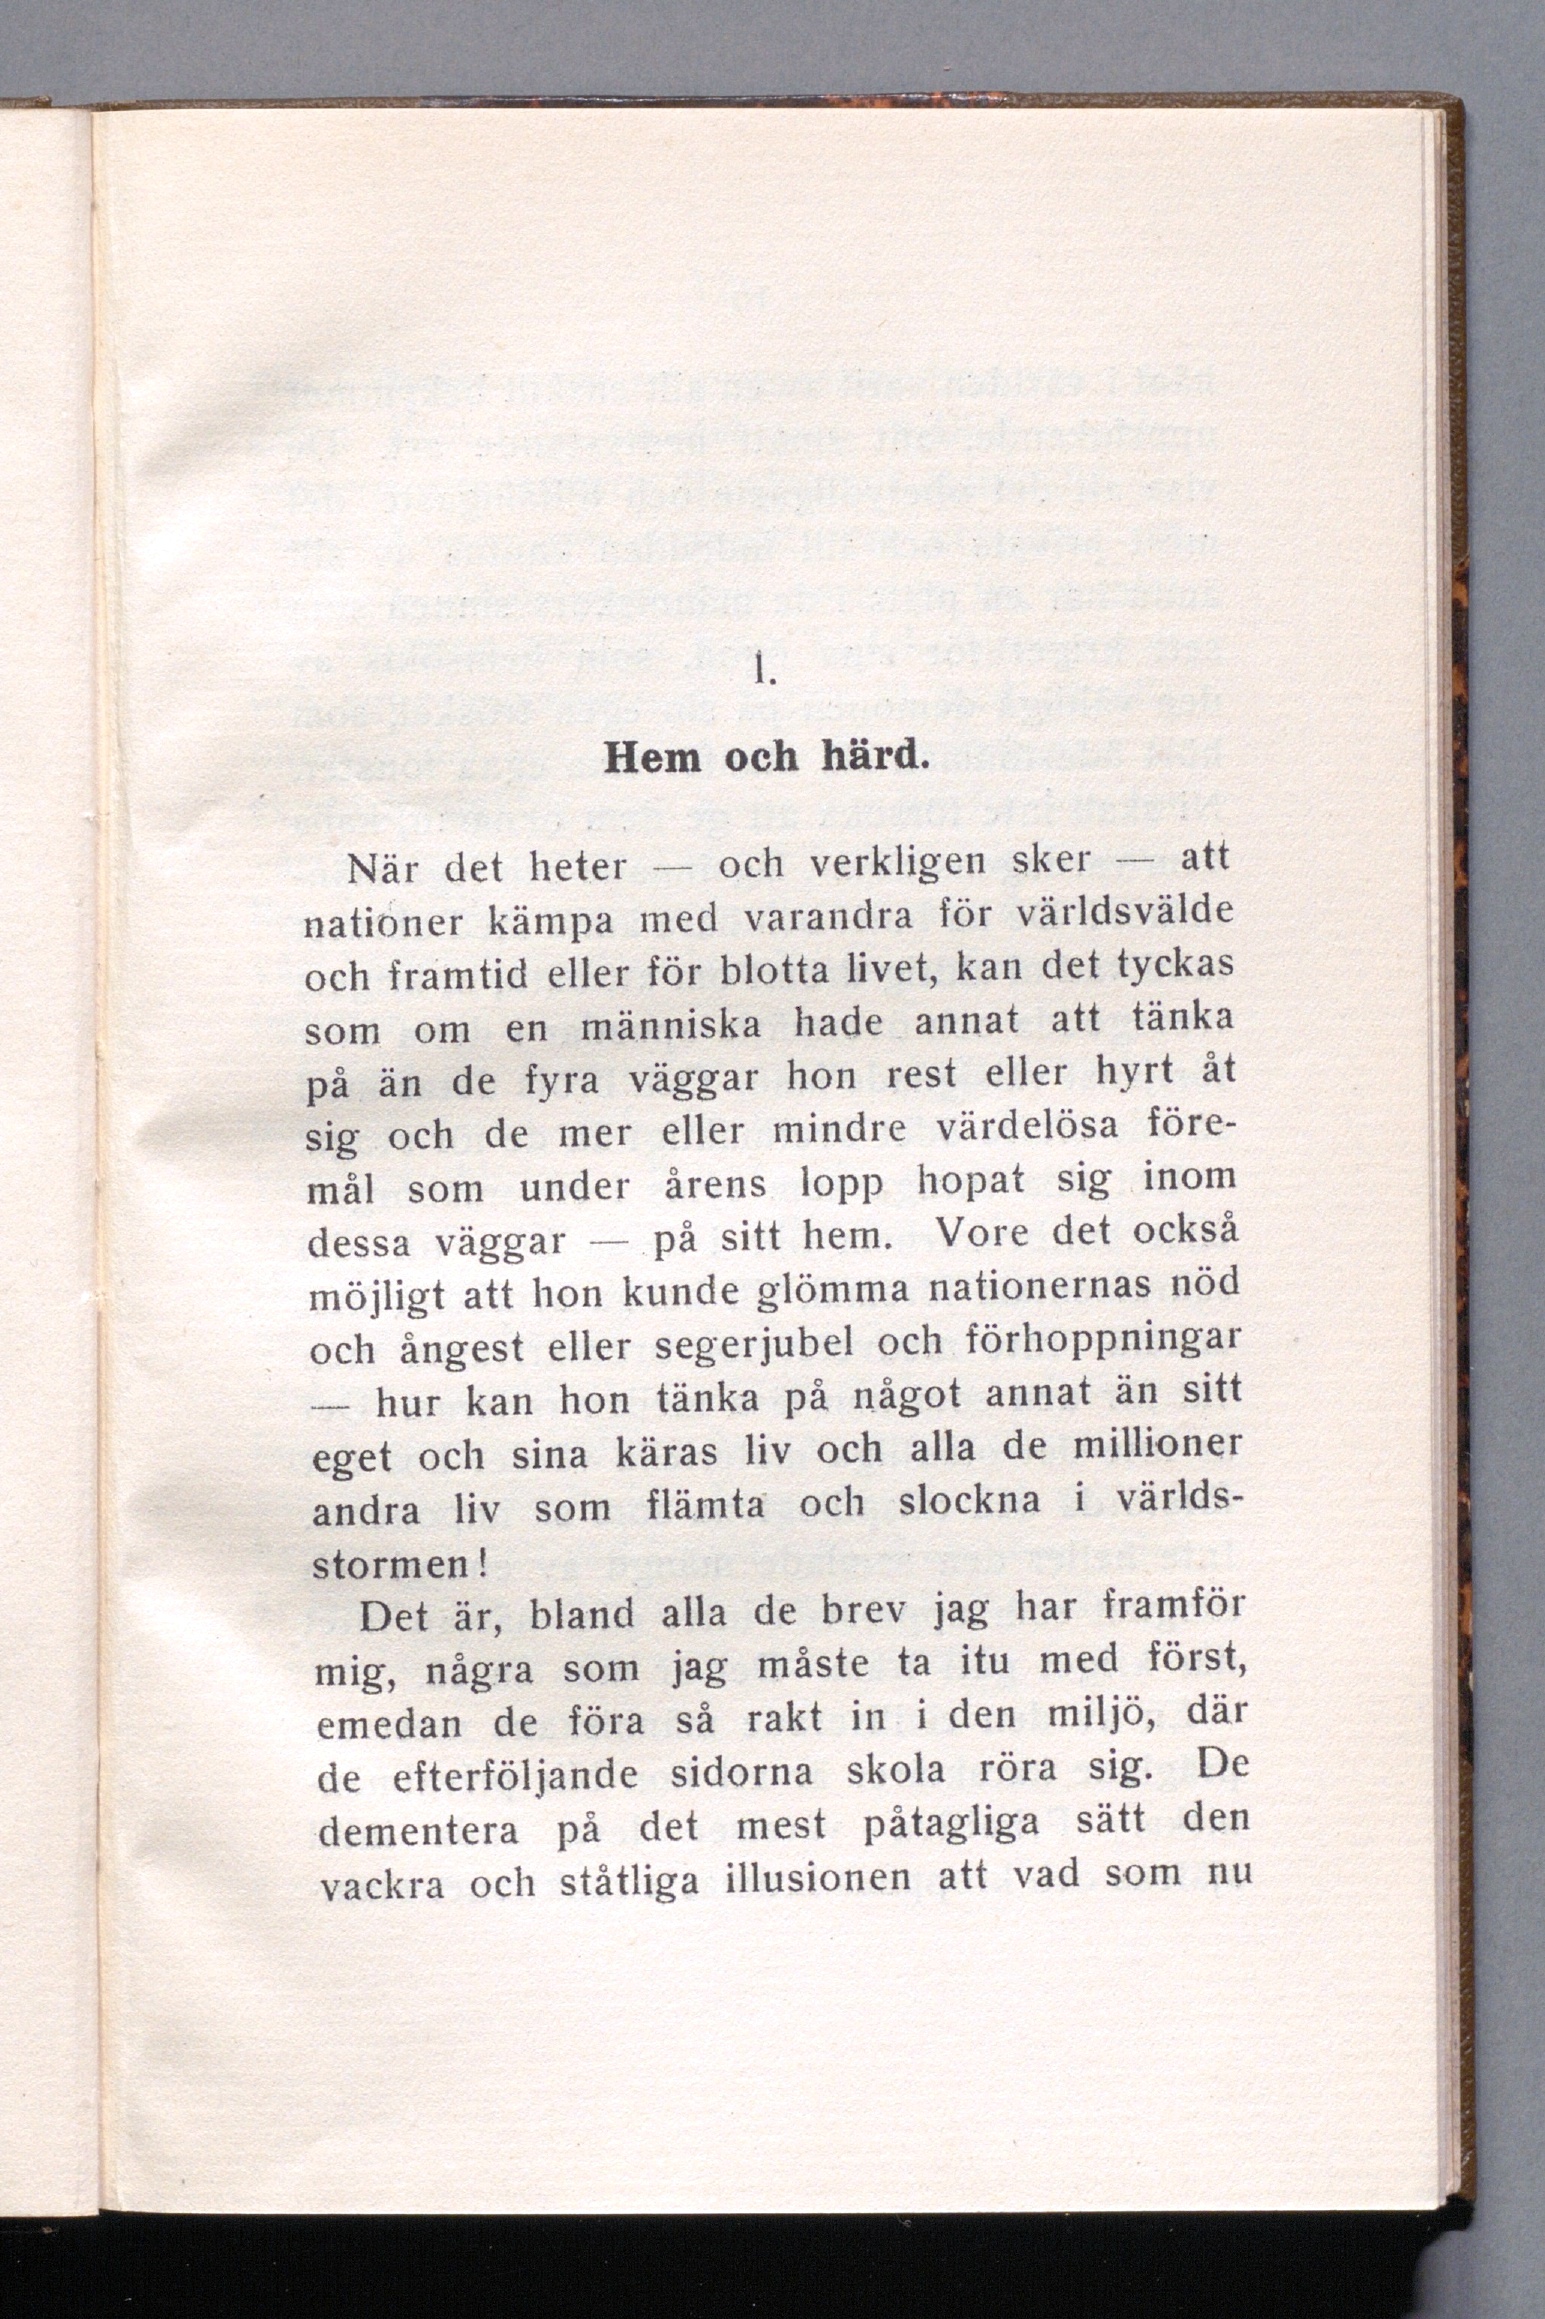 I.
Hem och härd.
När det heter — och verkligen sker — att
nationer kämpa med varandra för världsvälde
och framtid eller för blotta livet, kan det tyckas
som om en människa hade annat att tänka
på än de fyra väggar hon rest eller hyrt åt
sig och de mer eller mindre värdelösa före-
mål som under årens lopp hopat sig inom
dessa väggar — på sitt hem. Vore det också
möjligt att hon kunde glömma nationernas nöd
och ångest eller segerjubel och förhoppningar
— hur kan hon tänka på något annat än sitt
eget och sina käras liv och alla de millioner
andra liv som flämta och slockna i världs-
stormen!
Det är, bland alla de brev jag har framför
mig, några som jag måste ta itu med först,
emedan de föra så rakt in i den miljö, där
de efterföljande sidorna skola röra sig. De
dementera på det mest påtagliga sätt den
vackra och ståtliga illusionen att vad som nu